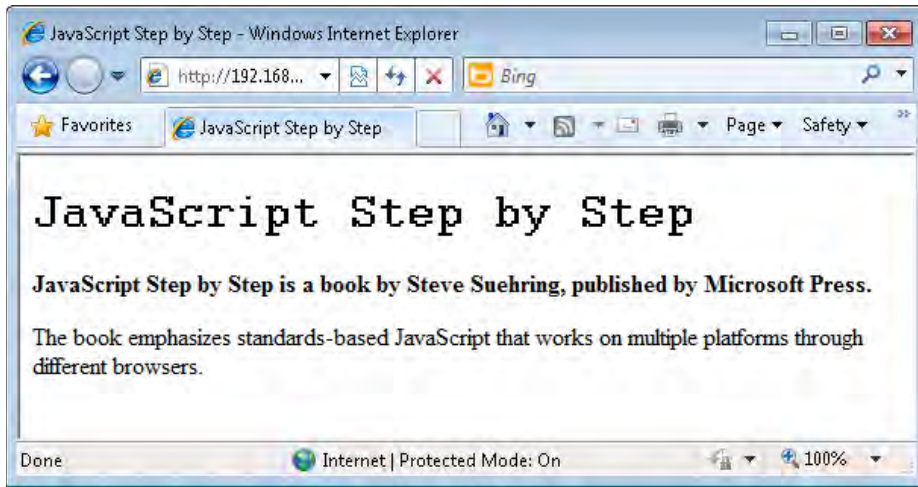 JavaScript Step by Step - Windows Internet Explorer
http://192.168...
Bing
Favorites
JavaScript Step by Step
Page
Safety
JavaScript Step by Step
JavaScript Step by Step is a book by Steve Suehring, published by Microsoft Press.
The book emphasizes standards-based JavaScript that works on multiple platforms through
different browsers.
Done
Internet | Protected Mode: On
100%